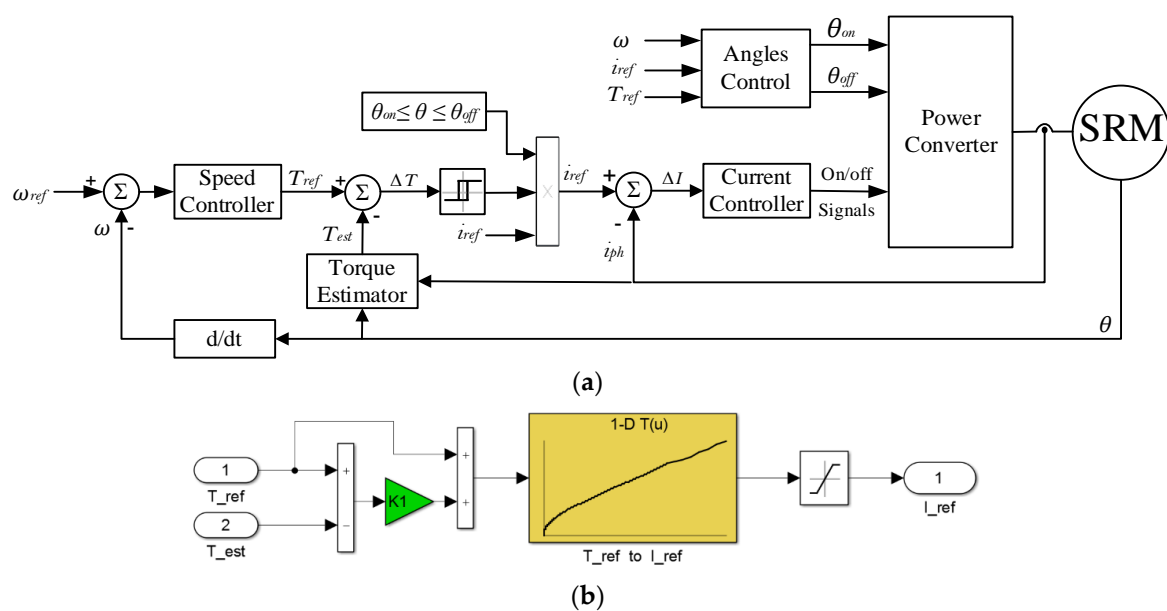 ω
i_ref
T_ref
Angles
Control
θ_on
θ_off
Power
Converter
SRM
θ_on ≤ θ ≤ θ_off
ω_ref
+
Σ
-
ω
Speed
Controller
T_ref
+
Σ
-
ΔT
T_est
i_ref
X
i_ref
+
Σ
-
ΔI
i_ph
Current
Controller
On/off
Signals
Torque
Estimator
d/dt
θ
(a)
1
T_ref
2
T_est
+
−
K1
+
+
1-D T(u)
T_ref to I_ref
1
I_ref
(b)